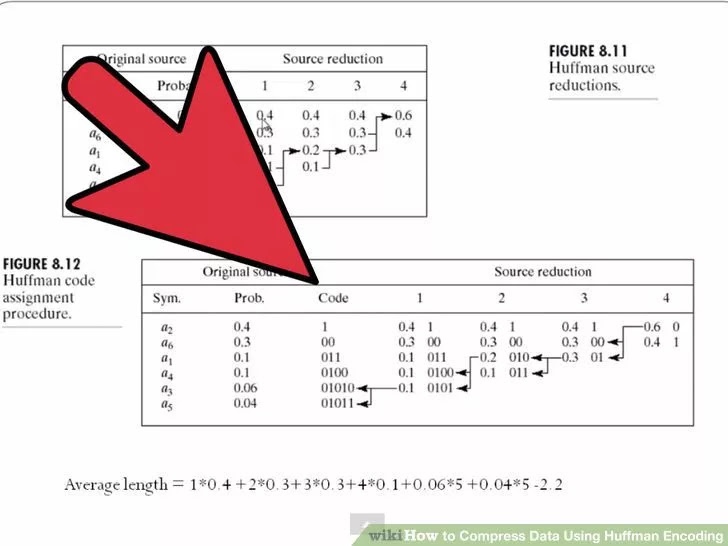 Original source Source reduction
1 2 3 4
0.4 0.4 0.4 0.6
a6 0.3 0.3 0.3 0.4
a1 0.1 0.2 0.3
a4 0.1
FIGURE 8.11
Huffman source
reductions.
FIGURE 8.12
Huffman code
assignment
procedure.
Original source Source reduction
Sym. Prob. Code 1 2 3 4
a2 0.4 1 0.4 1 0.4 1 0.4 1 0.6 0
a6 0.3 00 0.3 00 0.3 00 0.3 00 0.4 1
a1 0.1 011 0.1 011 0.2 010 0.3 01
a4 0.1 0100 0.1 0100 0.1 011
a3 0.06 01010 0.1 0101
a5 0.04 01011
Average length = 1*0.4 +2*0.3+3*0.3+4*0.1+0.06*5 +0.04*5 -2.2
wikiHow to Compress Data Using Huffman Encoding